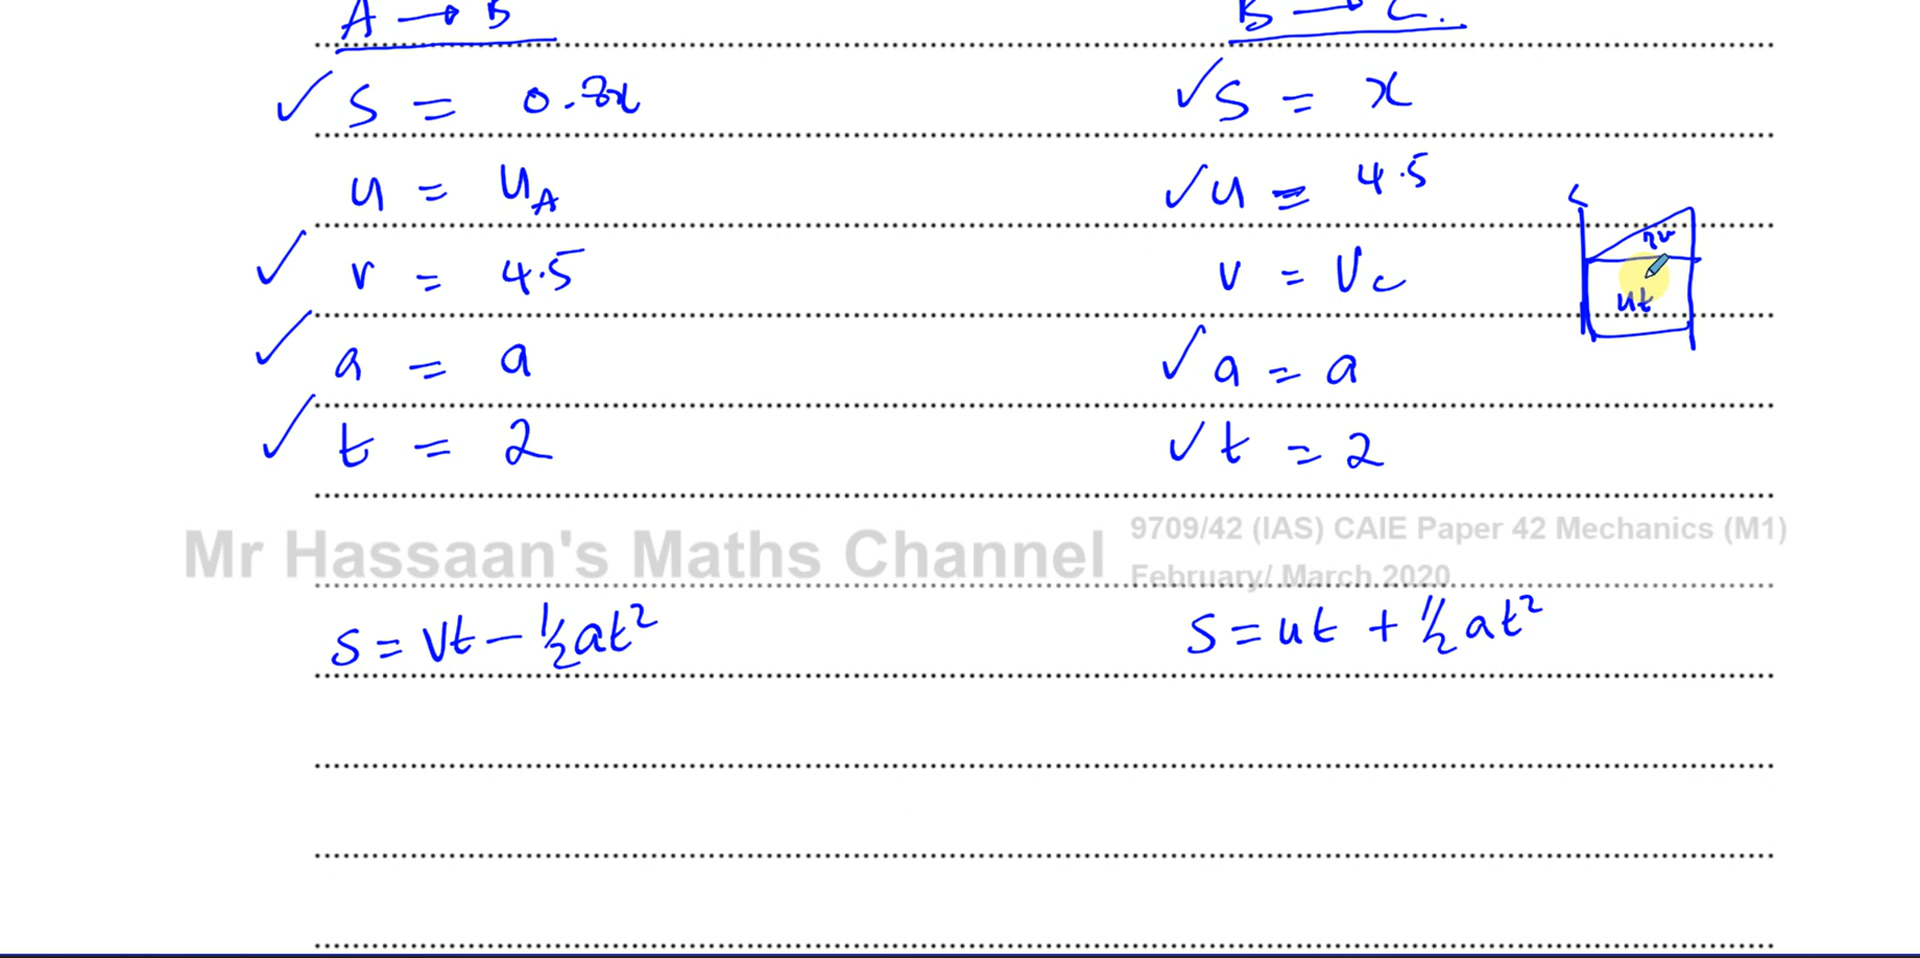 A → B B → C.
✓ s = 0.8x ✓ s = x
u = u_A ✓ u = 4.5
✓ v = 4.5 v = V_c
✓ a = a ✓ a = a
✓ t = 2 ✓ t = 2
ut
Mr Hassaan's Maths Channel
9709/42 (IAS) CAIE Paper 42 Mechanics (M1)
February/ March 2020
s = vt − ½at² s = ut + ½at²